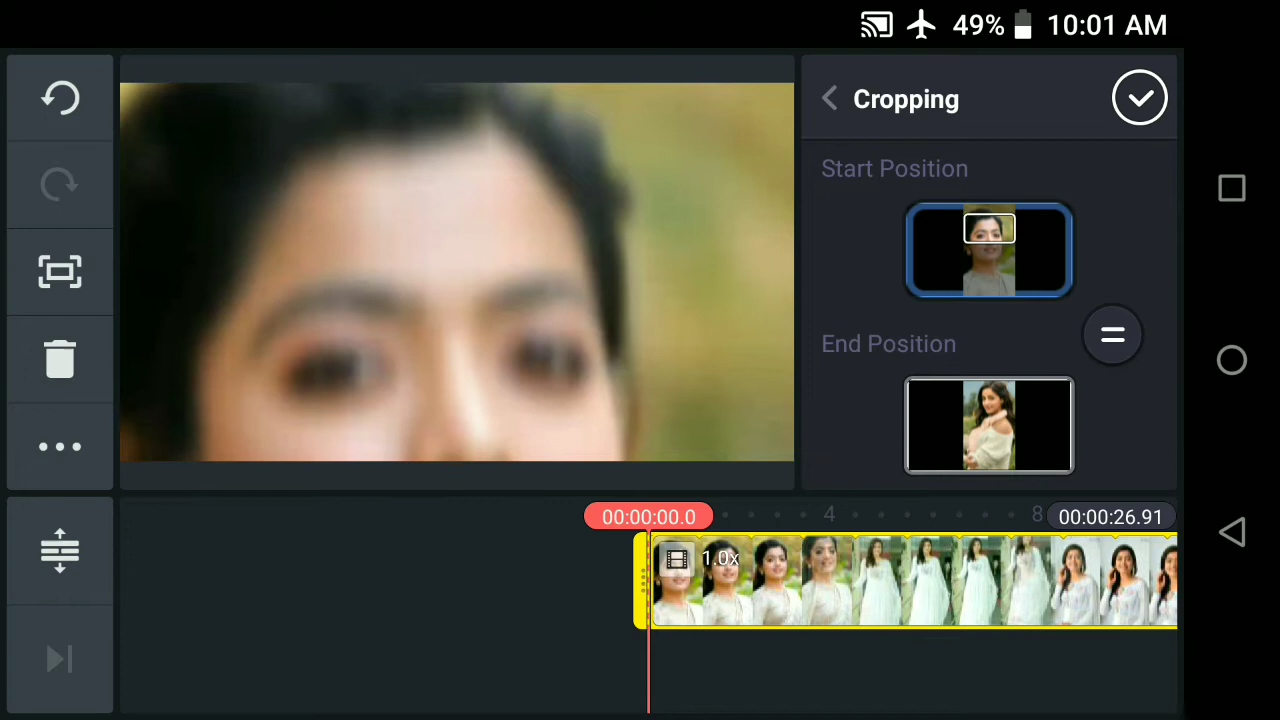 49% 10:01 AM
Cropping
Start Position
End Position
00:00:00.0
4
8
00:00:26.91
1.0x